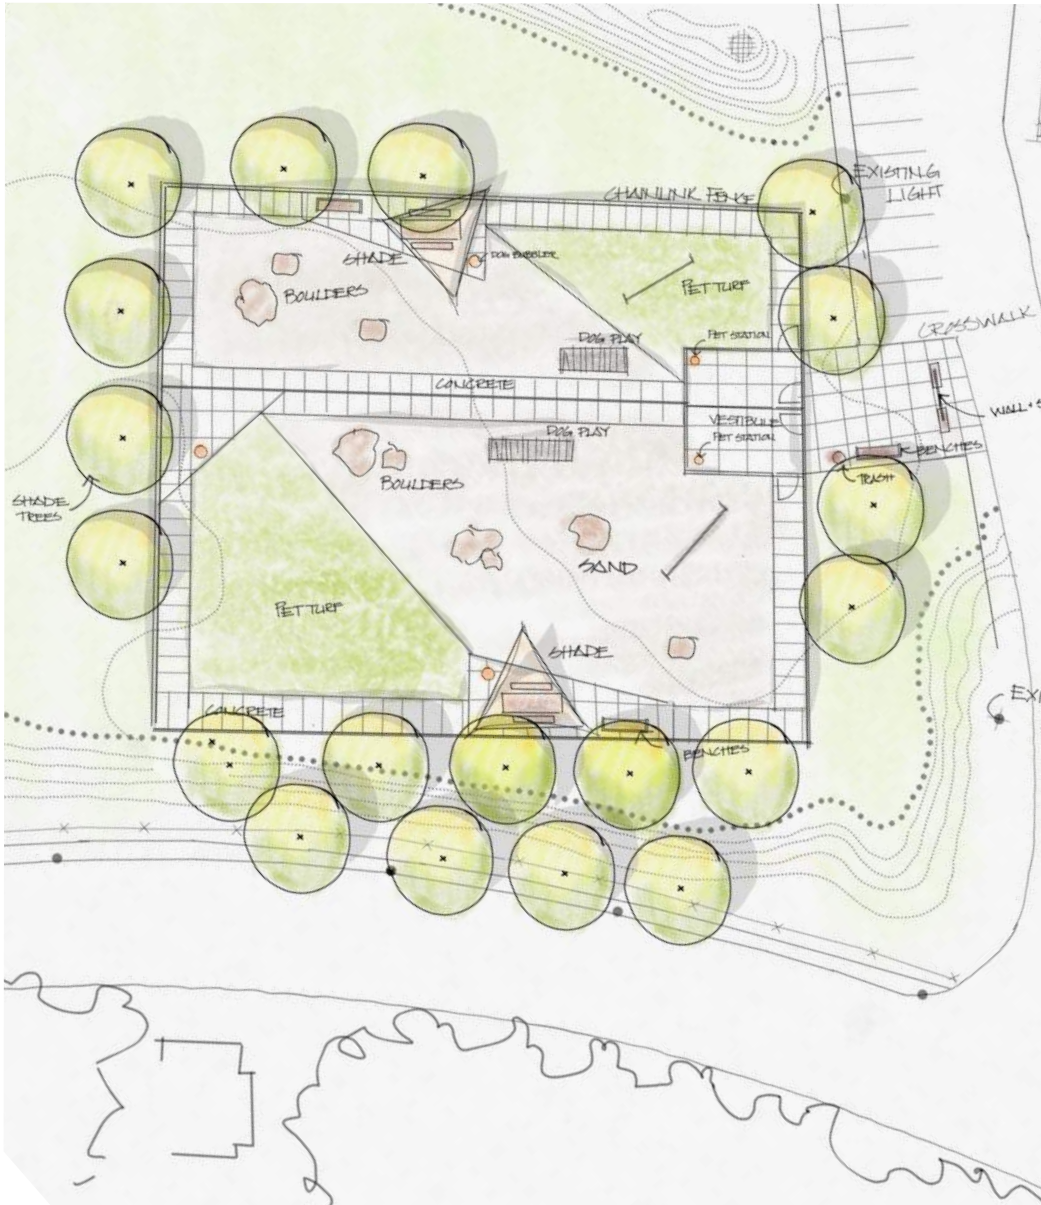 CHAINLINK FENCE
EXISTING
LIGHT
SHADE
DOG BUBBLER
BOULDERS
PET TURF
PET STATION
DOG PLAY
CROSSWALK
CONCRETE
VESTIBULE
PET STATION
DOG PLAY
WALL +
BENCHES
TRASH
BOULDERS
SHADE
TREES
SAND
PET TURF
SHADE
CONCRETE
BENCHES